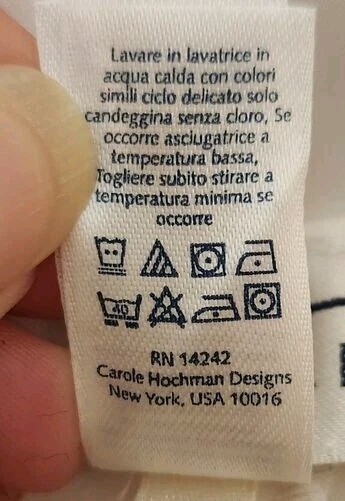 Lavare in lavatrice in
acqua calda con colori
simili ciclo delicato solo
candeggina senza cloro, Se
occorre asciugatrice a
temperatura bassa,
Togliere subito stirare a
temperatura minima se
occorre
40
RN 14242
Carole Hochman Designs
New York, USA 10016